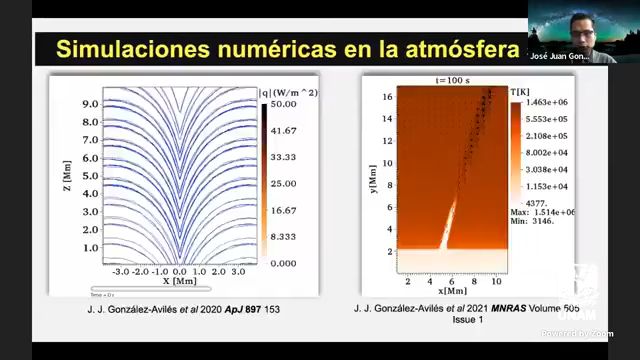 José Juan Gon...
Simulaciones numéricas en la atmósfera
|q|(W/m^2)
50.00
41.67
33.33
25.00
16.67
8.333
0.000
9.0
8.0
7.0
6.0
5.0
4.0
3.0
2.0
1.0
Z [Mm]
-3.0 -2.0 -1.0 0.0 1.0 2.0 3.0
X [Mm]
Time = 0 s
t=100 s
T[K]
1.463e+06
5.553e+05
2.108e+05
8.002e+04
3.038e+04
1.153e+04
4377.
Max: 1.514e+06
Min: 3146.
16
14
12
10
8
6
4
2
y[Mm]
2 4 6 8 10
x[Mm]
J. J. González-Avilés et al 2020 ApJ 897 153
J. J. González-Avilés et al 2021 MNRAS Volume 505
Issue 1
UNAM
Powered by Zoom